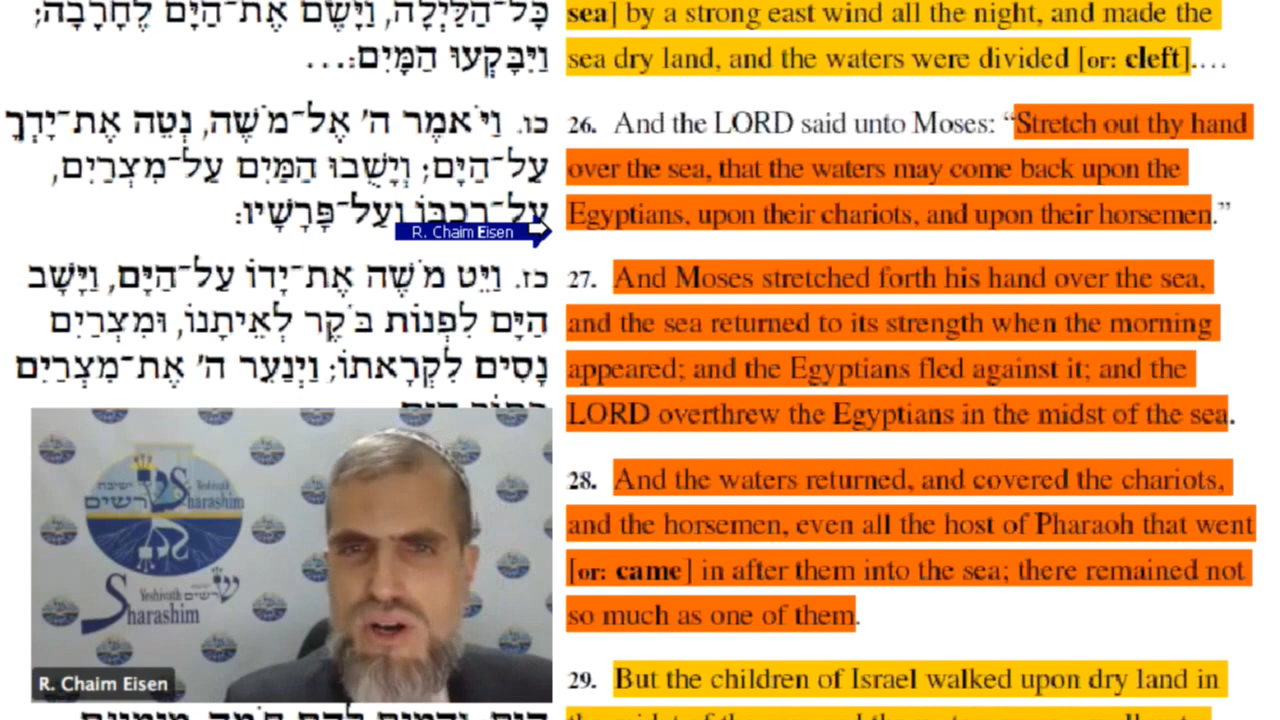 כׇּל־הַלַּיְלָה, וַיָּשֶׂם אֶת־הַיָּם לֶחָרָבָה;
וַיִּבָּקְעוּ הַמָּיִם:...
כו. וַיֹּאמֶר ה' אֶל־מֹשֶׁה, נְטֵה אֶת־יָדְךָ
עַל־הַיָּם; וְיָשֻׁבוּ הַמַּיִם עַל־מִצְרַיִם,
עַל־רִכְבּוֹ וְעַל־פָּרָשָׁיו:
כז. וַיֵּט מֹשֶׁה אֶת־יָדוֹ עַל־הַיָּם, וַיָּשׇׁב
הַיָּם לִפְנוֹת בֹּקֶר לְאֵיתָנוֹ, וּמִצְרַיִם
נָסִים לִקְרָאתוֹ; וַיְנַעֵר ה' אֶת־מִצְרַיִם
sea] by a strong east wind all the night, and made the
sea dry land, and the waters were divided [or: cleft]....
26. And the LORD said unto Moses: “Stretch out thy hand
over the sea, that the waters may come back upon the
Egyptians, upon their chariots, and upon their horsemen.”
27. And Moses stretched forth his hand over the sea,
and the sea returned to its strength when the morning
appeared; and the Egyptians fled against it; and the
LORD overthrew the Egyptians in the midst of the sea.
28. And the waters returned, and covered the chariots,
and the horsemen, even all the host of Pharaoh that went
[or: came] in after them into the sea; there remained not
so much as one of them.
29. But the children of Israel walked upon dry land in
R. Chaim Eisen
ישיבת
שרשים
Yeshivath
Sharashim
Yeshivath ישיבת שרשים
Sharashim
R. Chaim Eisen